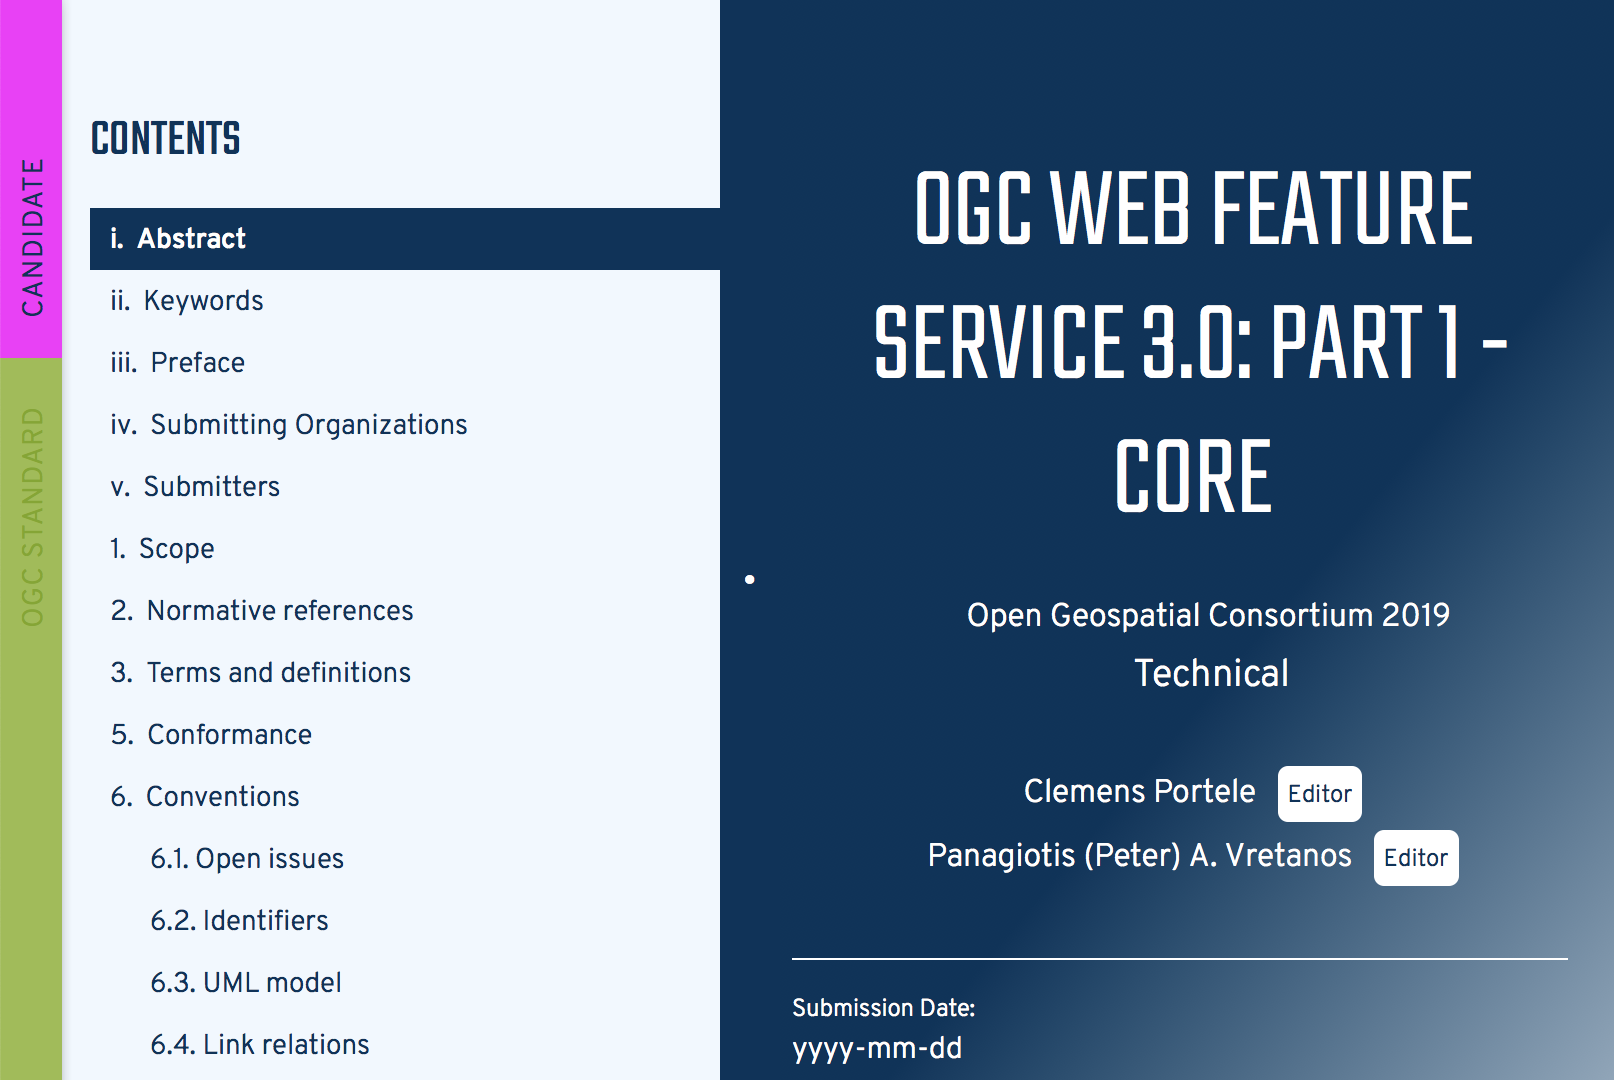 CANDIDATE
OGC STANDARD
CONTENTS
i. Abstract
ii. Keywords
iii. Preface
iv. Submitting Organizations
v. Submitters
1. Scope
2. Normative references
3. Terms and definitions
5. Conformance
6. Conventions
6.1. Open issues
6.2. Identifiers
6.3. UML model
6.4. Link relations
OGC WEB FEATURE
SERVICE 3.0: PART 1 -
CORE
Open Geospatial Consortium 2019
Technical
Clemens Portele Editor
Panagiotis (Peter) A. Vretanos Editor
Submission Date:
yyyy-mm-dd